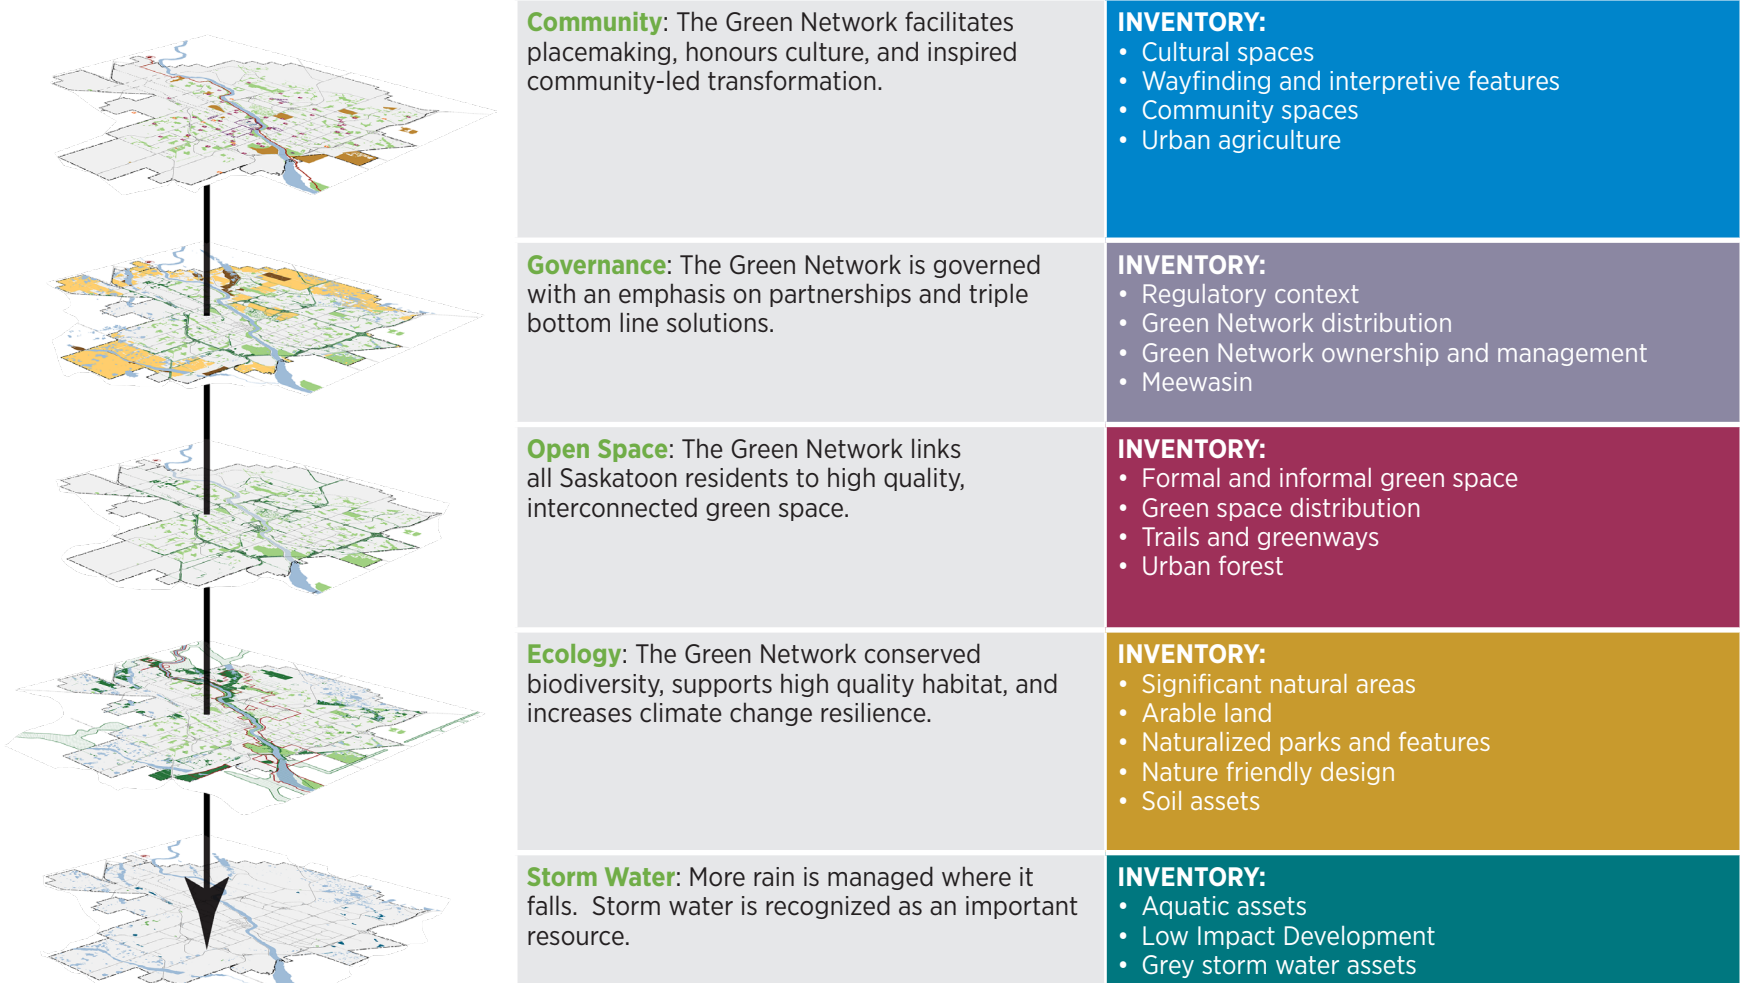 Community: The Green Network facilitates
placemaking, honours culture, and inspired
community-led transformation.
INVENTORY:
• Cultural spaces
• Wayfinding and interpretive features
• Community spaces
• Urban agriculture
Governance: The Green Network is governed
with an emphasis on partnerships and triple
bottom line solutions.
INVENTORY:
• Regulatory context
• Green Network distribution
• Green Network ownership and management
• Meewasin
Open Space: The Green Network links
all Saskatoon residents to high quality,
interconnected green space.
INVENTORY:
• Formal and informal green space
• Green space distribution
• Trails and greenways
• Urban forest
Ecology: The Green Network conserved
biodiversity, supports high quality habitat, and
increases climate change resilience.
INVENTORY:
• Significant natural areas
• Arable land
• Naturalized parks and features
• Nature friendly design
• Soil assets
Storm Water: More rain is managed where it
falls.  Storm water is recognized as an important
resource.
INVENTORY:
• Aquatic assets
• Low Impact Development
• Grey storm water assets